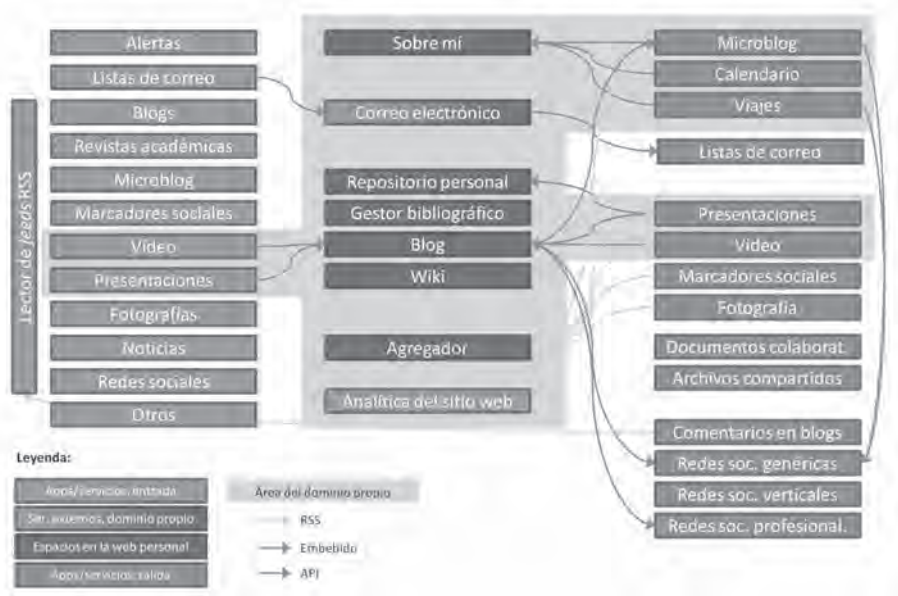 Lector de feeds RSS
Alertas
Listas de correo
Blogs
Revistas académicas
Microblog
Marcadores sociales
Vídeo
Presentaciones
Fotografías
Noticias
Redes sociales
Otros
Sobre mí
Correo electrónico
Repositorio personal
Gestor bibliográfico
Blog
Wiki
Agregador
Analítica del sitio web
Microblog
Calendario
Viajes
Listas de correo
Presentaciones
Vídeo
Marcadores sociales
Fotografía
Documentos colaborat.
Archivos compartidos
Comentarios en blogs
Redes soc. genéricas
Redes soc. verticales
Redes soc. profesional.
Leyenda:
Apps/servicios: entrada
Ser. externos, dominio propio
Espacios en la web personal
Apps/servicios: salida
Área del dominio propio
RSS
Embebido
API